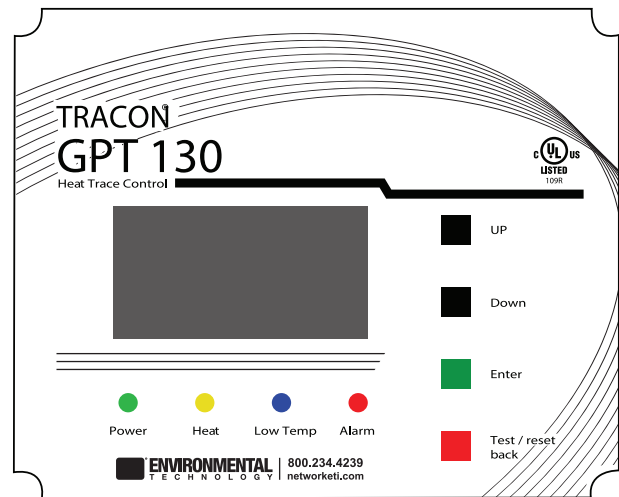 TRACON®
GPT 130
Heat Trace Control
C UL US
LISTED
109R
UP
Down
Enter
Test / reset
back
Power Heat Low Temp Alarm
ENVIRONMENTAL
TECHNOLOGY
800.234.4239
networketi.com